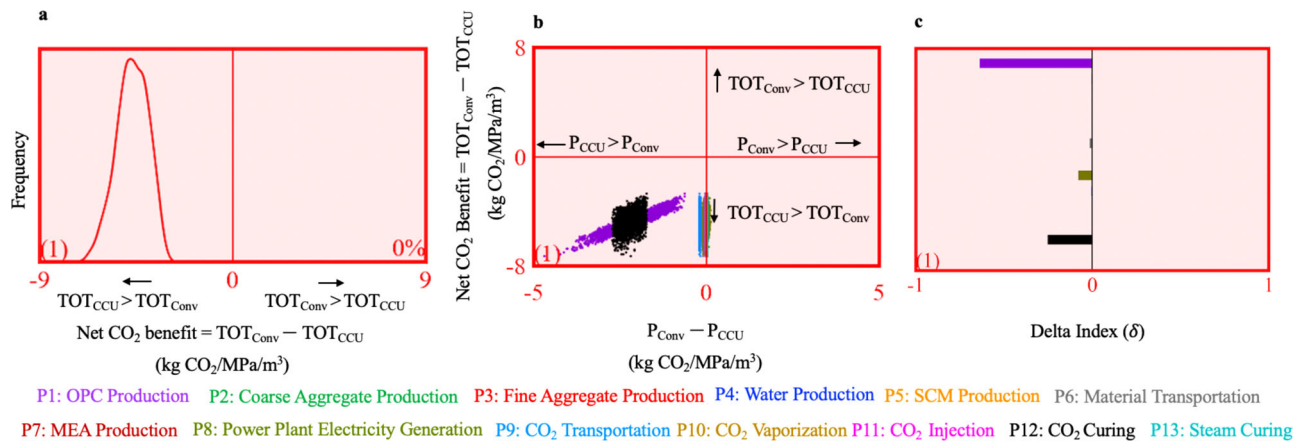 a
Frequency
(1)
0%
-9
0
9
TOT_Conv > TOT_CCU
TOT_CCU > TOT_Conv
Net CO₂ benefit = TOT_Conv — TOT_CCU
(kg CO₂/MPa/m³)
b
Net CO₂ Benefit = TOT_Conv — TOT_CCU
(kg CO₂/MPa/m³)
8
0
-8
TOT_Conv > TOT_CCU
P_CCU > P_Conv
P_Conv > P_CCU
TOT_CCU > TOT_Conv
(1)
-5
0
5
P_Conv — P_CCU
(kg CO₂/MPa/m³)
c
(1)
-1
0
1
Delta Index (δ)
P1: OPC Production P2: Coarse Aggregate Production P3: Fine Aggregate Production P4: Water Production P5: SCM Production P6: Material Transportation
P7: MEA Production P8: Power Plant Electricity Generation P9: CO₂ Transportation P10: CO₂ Vaporization P11: CO₂ Injection P12: CO₂ Curing P13: Steam Curing